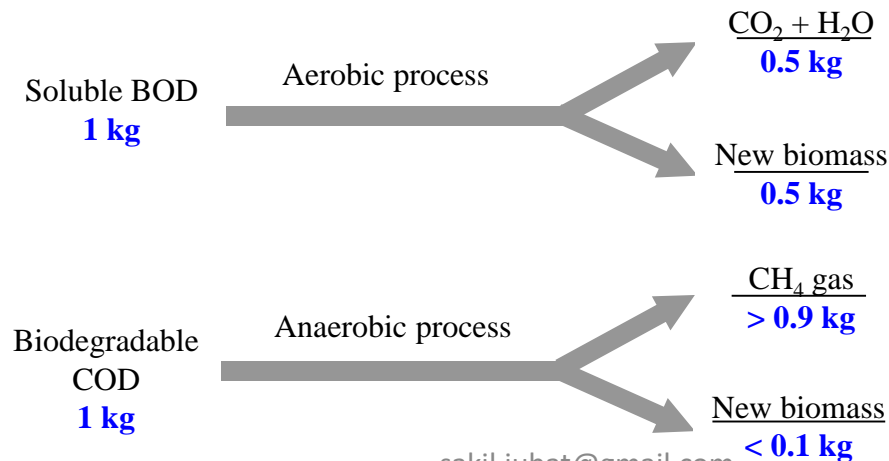 Soluble BOD
1 kg
Aerobic process
CO₂ + H₂O
0.5 kg
New biomass
0.5 kg
Biodegradable
COD
1 kg
Anaerobic process
CH₄ gas
> 0.9 kg
New biomass
< 0.1 kg